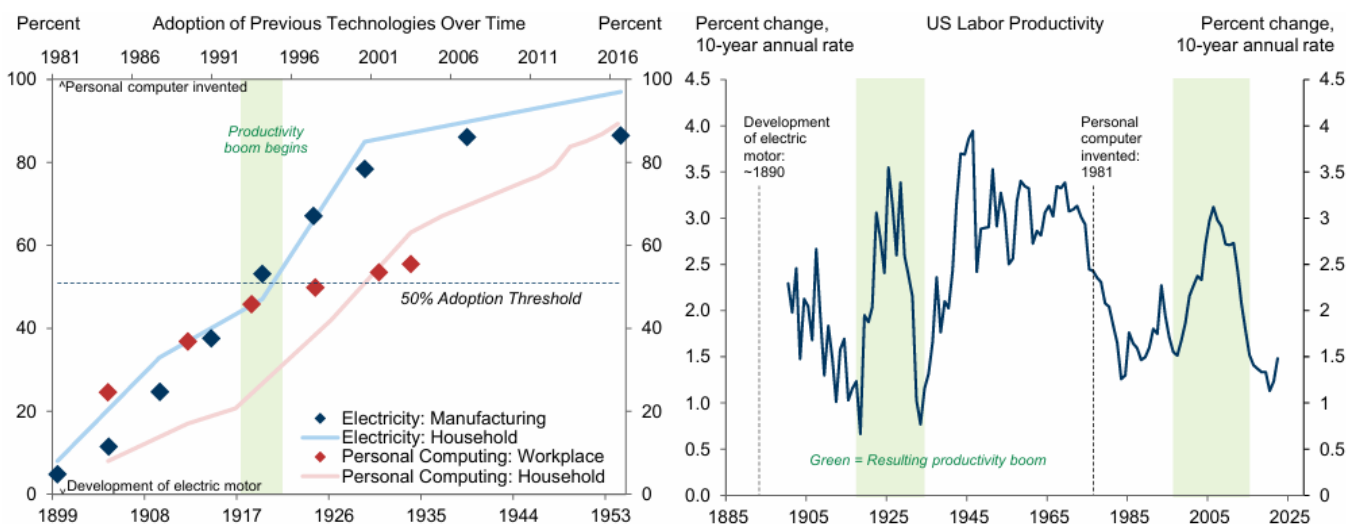 Percent
Adoption of Previous Technologies Over Time
Percent
1981 1986 1991 1996 2001 2006 2011 2016
100
80
60
40
20
0
100
80
60
40
20
0
^Personal computer invented
Productivity
boom begins
50% Adoption Threshold
Electricity: Manufacturing
Electricity: Household
Personal Computing: Workplace
Personal Computing: Household
Development of electric motor
1899 1908 1917 1926 1935 1944 1953
Percent change,
10-year annual rate
US Labor Productivity
Percent change,
10-year annual rate
4.5
4.0
3.5
3.0
2.5
2.0
1.5
1.0
0.5
0.0
4.5
4
3.5
3
2.5
2
1.5
1
0.5
0
Development
of electric
motor:
~1890
Personal
computer
invented:
1981
Green = Resulting productivity boom
1885 1905 1925 1945 1965 1985 2005 2025